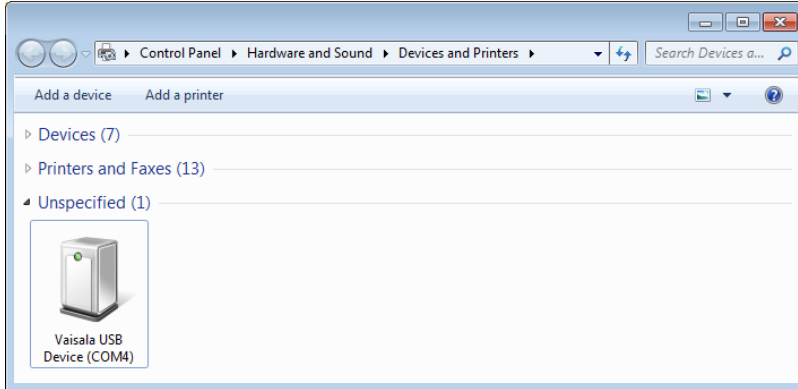 Control Panel Hardware and Sound Devices and Printers Search Devices a...
Add a device Add a printer
Devices (7)
Printers and Faxes (13)
Unspecified (1)
Vaisala USB
Device (COM4)